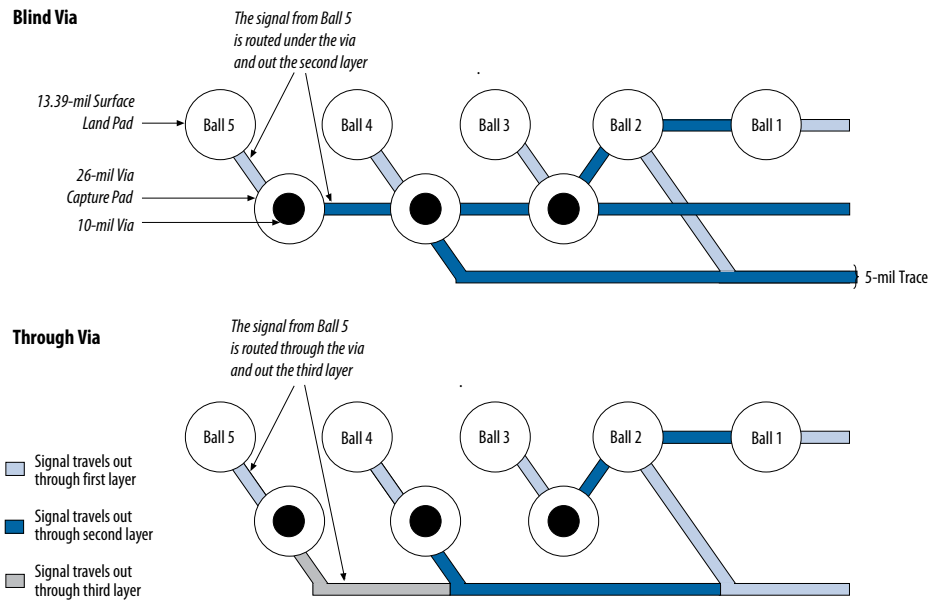 Blind Via
The signal from Ball 5
is routed under the via
and out the second layer
13.39-mil Surface
Land Pad
Ball 5
Ball 4
Ball 3
Ball 2
Ball 1
26-mil Via
Capture Pad
10-mil Via
5-mil Trace
Through Via
The signal from Ball 5
is routed through the via
and out the third layer
Ball 5
Ball 4
Ball 3
Ball 2
Ball 1
Signal travels out
through first layer
Signal travels out
through second layer
Signal travels out
through third layer